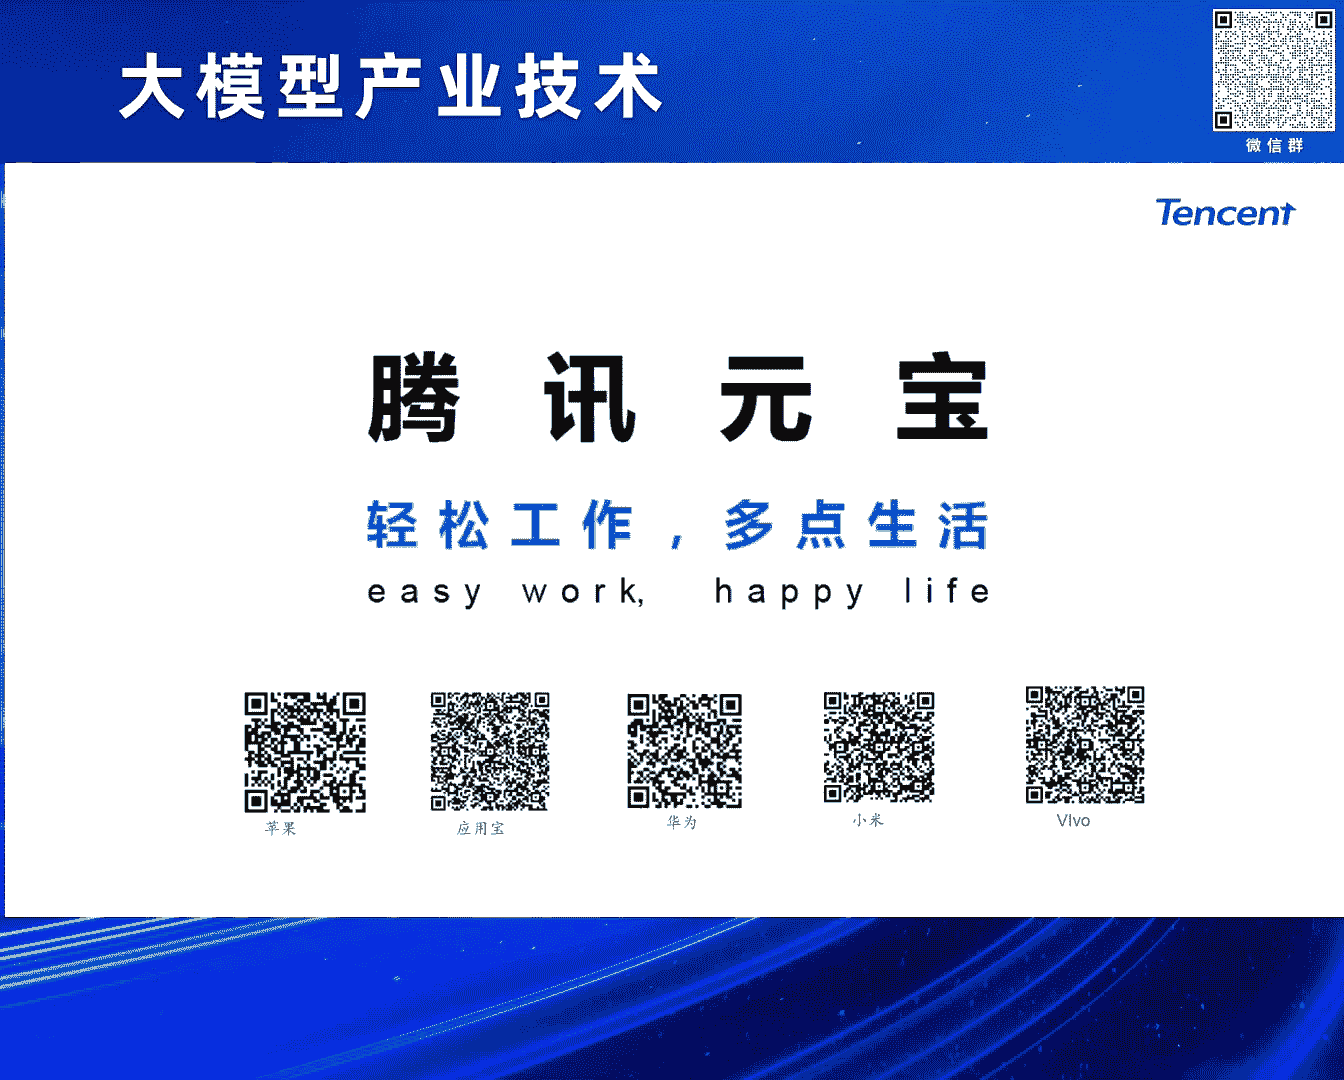 大模型产业技术
微信群
Tencent
腾讯元宝
轻松工作，多点生活
easy work, happy life
苹果
应用宝
华为
小米
VIvo